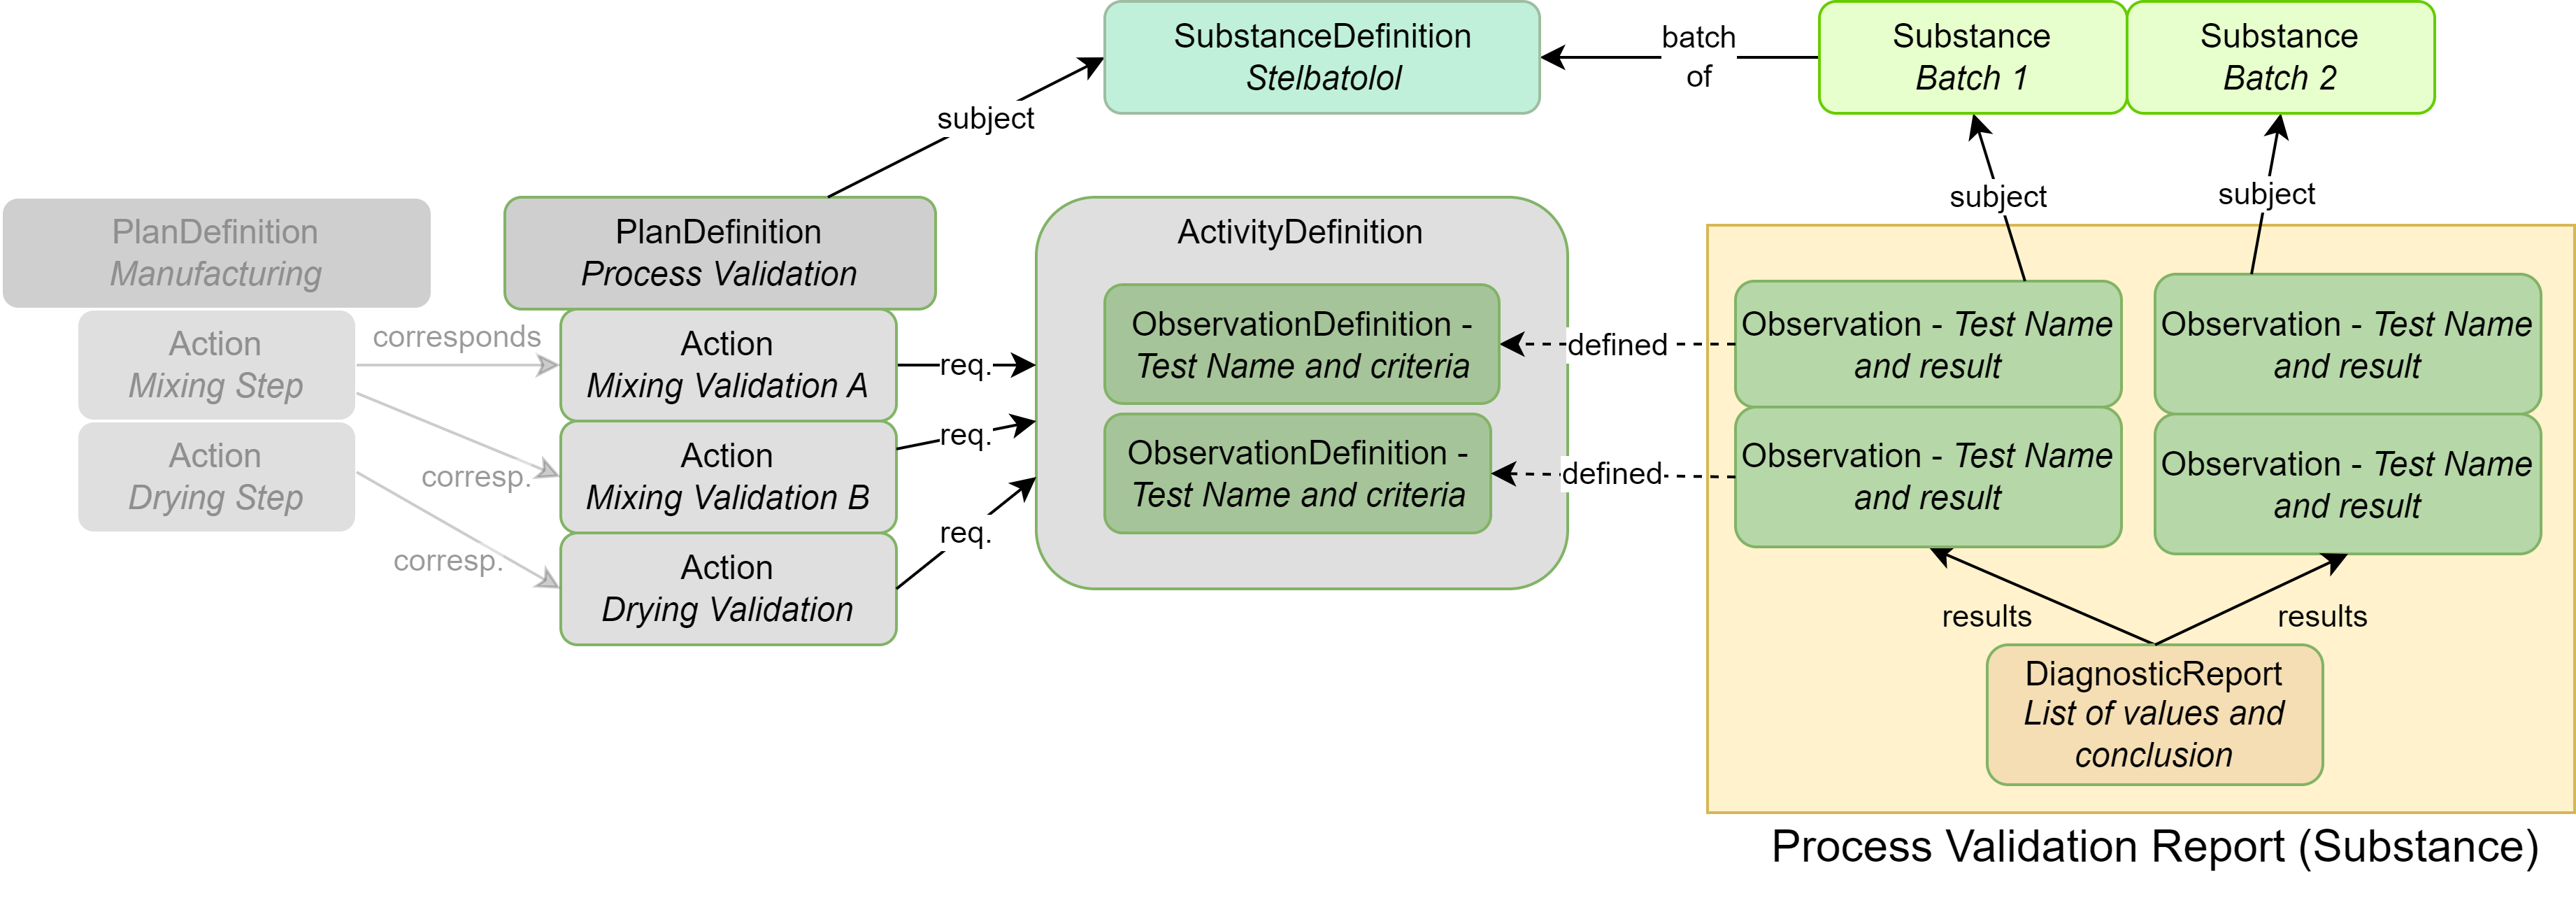 SubstanceDefinition
Stelbatolol
batch
of
Substance
Batch 1
Substance
Batch 2
subject
subject
subject
PlanDefinition
Manufacturing
Action
Mixing Step
Action
Drying Step
corresponds
corresp.
corresp.
PlanDefinition
Process Validation
Action
Mixing Validation A
Action
Mixing Validation B
Action
Drying Validation
req.
req.
req.
ActivityDefinition
ObservationDefinition -
Test Name and criteria
ObservationDefinition -
Test Name and criteria
defined
defined
Observation - Test Name
and result
Observation - Test Name
and result
Observation - Test Name
and result
Observation - Test Name
and result
results
results
DiagnosticReport
List of values and
conclusion
Process Validation Report (Substance)